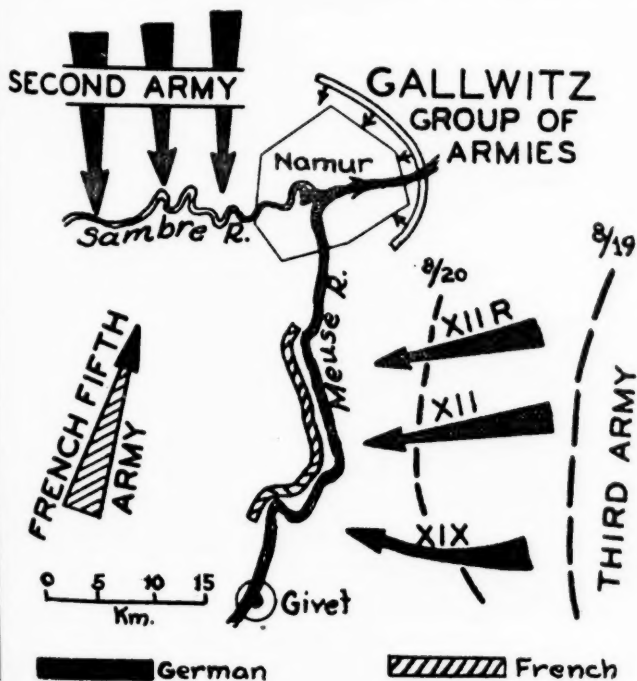 SECOND ARMY
GALLWITZ
GROUP OF
ARMIES
Namur
Sambre R.
8/20
8/19
XII R
Meuse R.
XII
FRENCH FIFTH
ARMY
THIRD ARMY
XIX
0 5 10 15
Km.
Givet
German
French